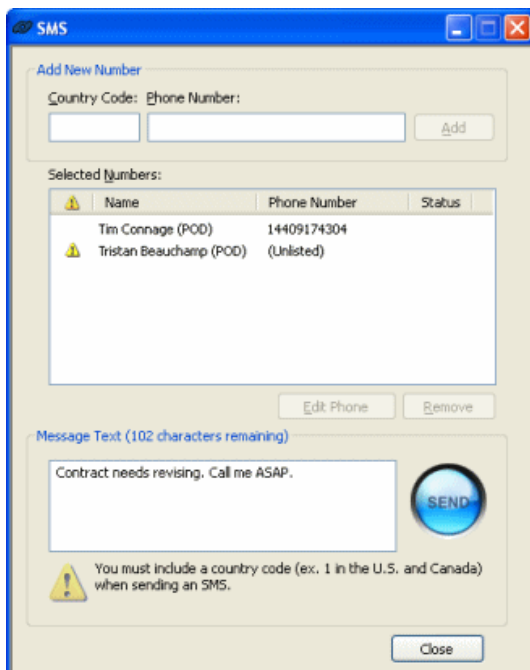 SMS
Add New Number
Country Code: Phone Number:
Add
Selected Numbers:
Name Phone Number Status
Tim Connage (POD) 14409174304
Tristan Beauchamp (POD) (Unlisted)
Edit Phone Remove
Message Text (102 characters remaining)
Contract needs revising. Call me ASAP.
SEND
You must include a country code (ex. 1 in the U.S. and Canada)
when sending an SMS.
Close